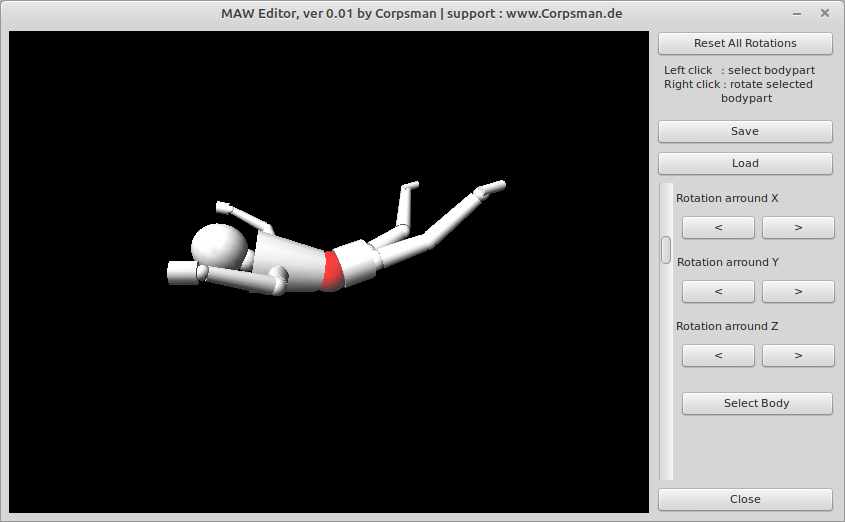 MAW Editor, ver 0.01 by Corpsman | support : www.Corpsman.de
Reset All Rotations
Left click : select bodypart
Right click : rotate selected
bodypart
Save
Load
Rotation arround X
< >
Rotation arround Y
< >
Rotation arround Z
< >
Select Body
Close